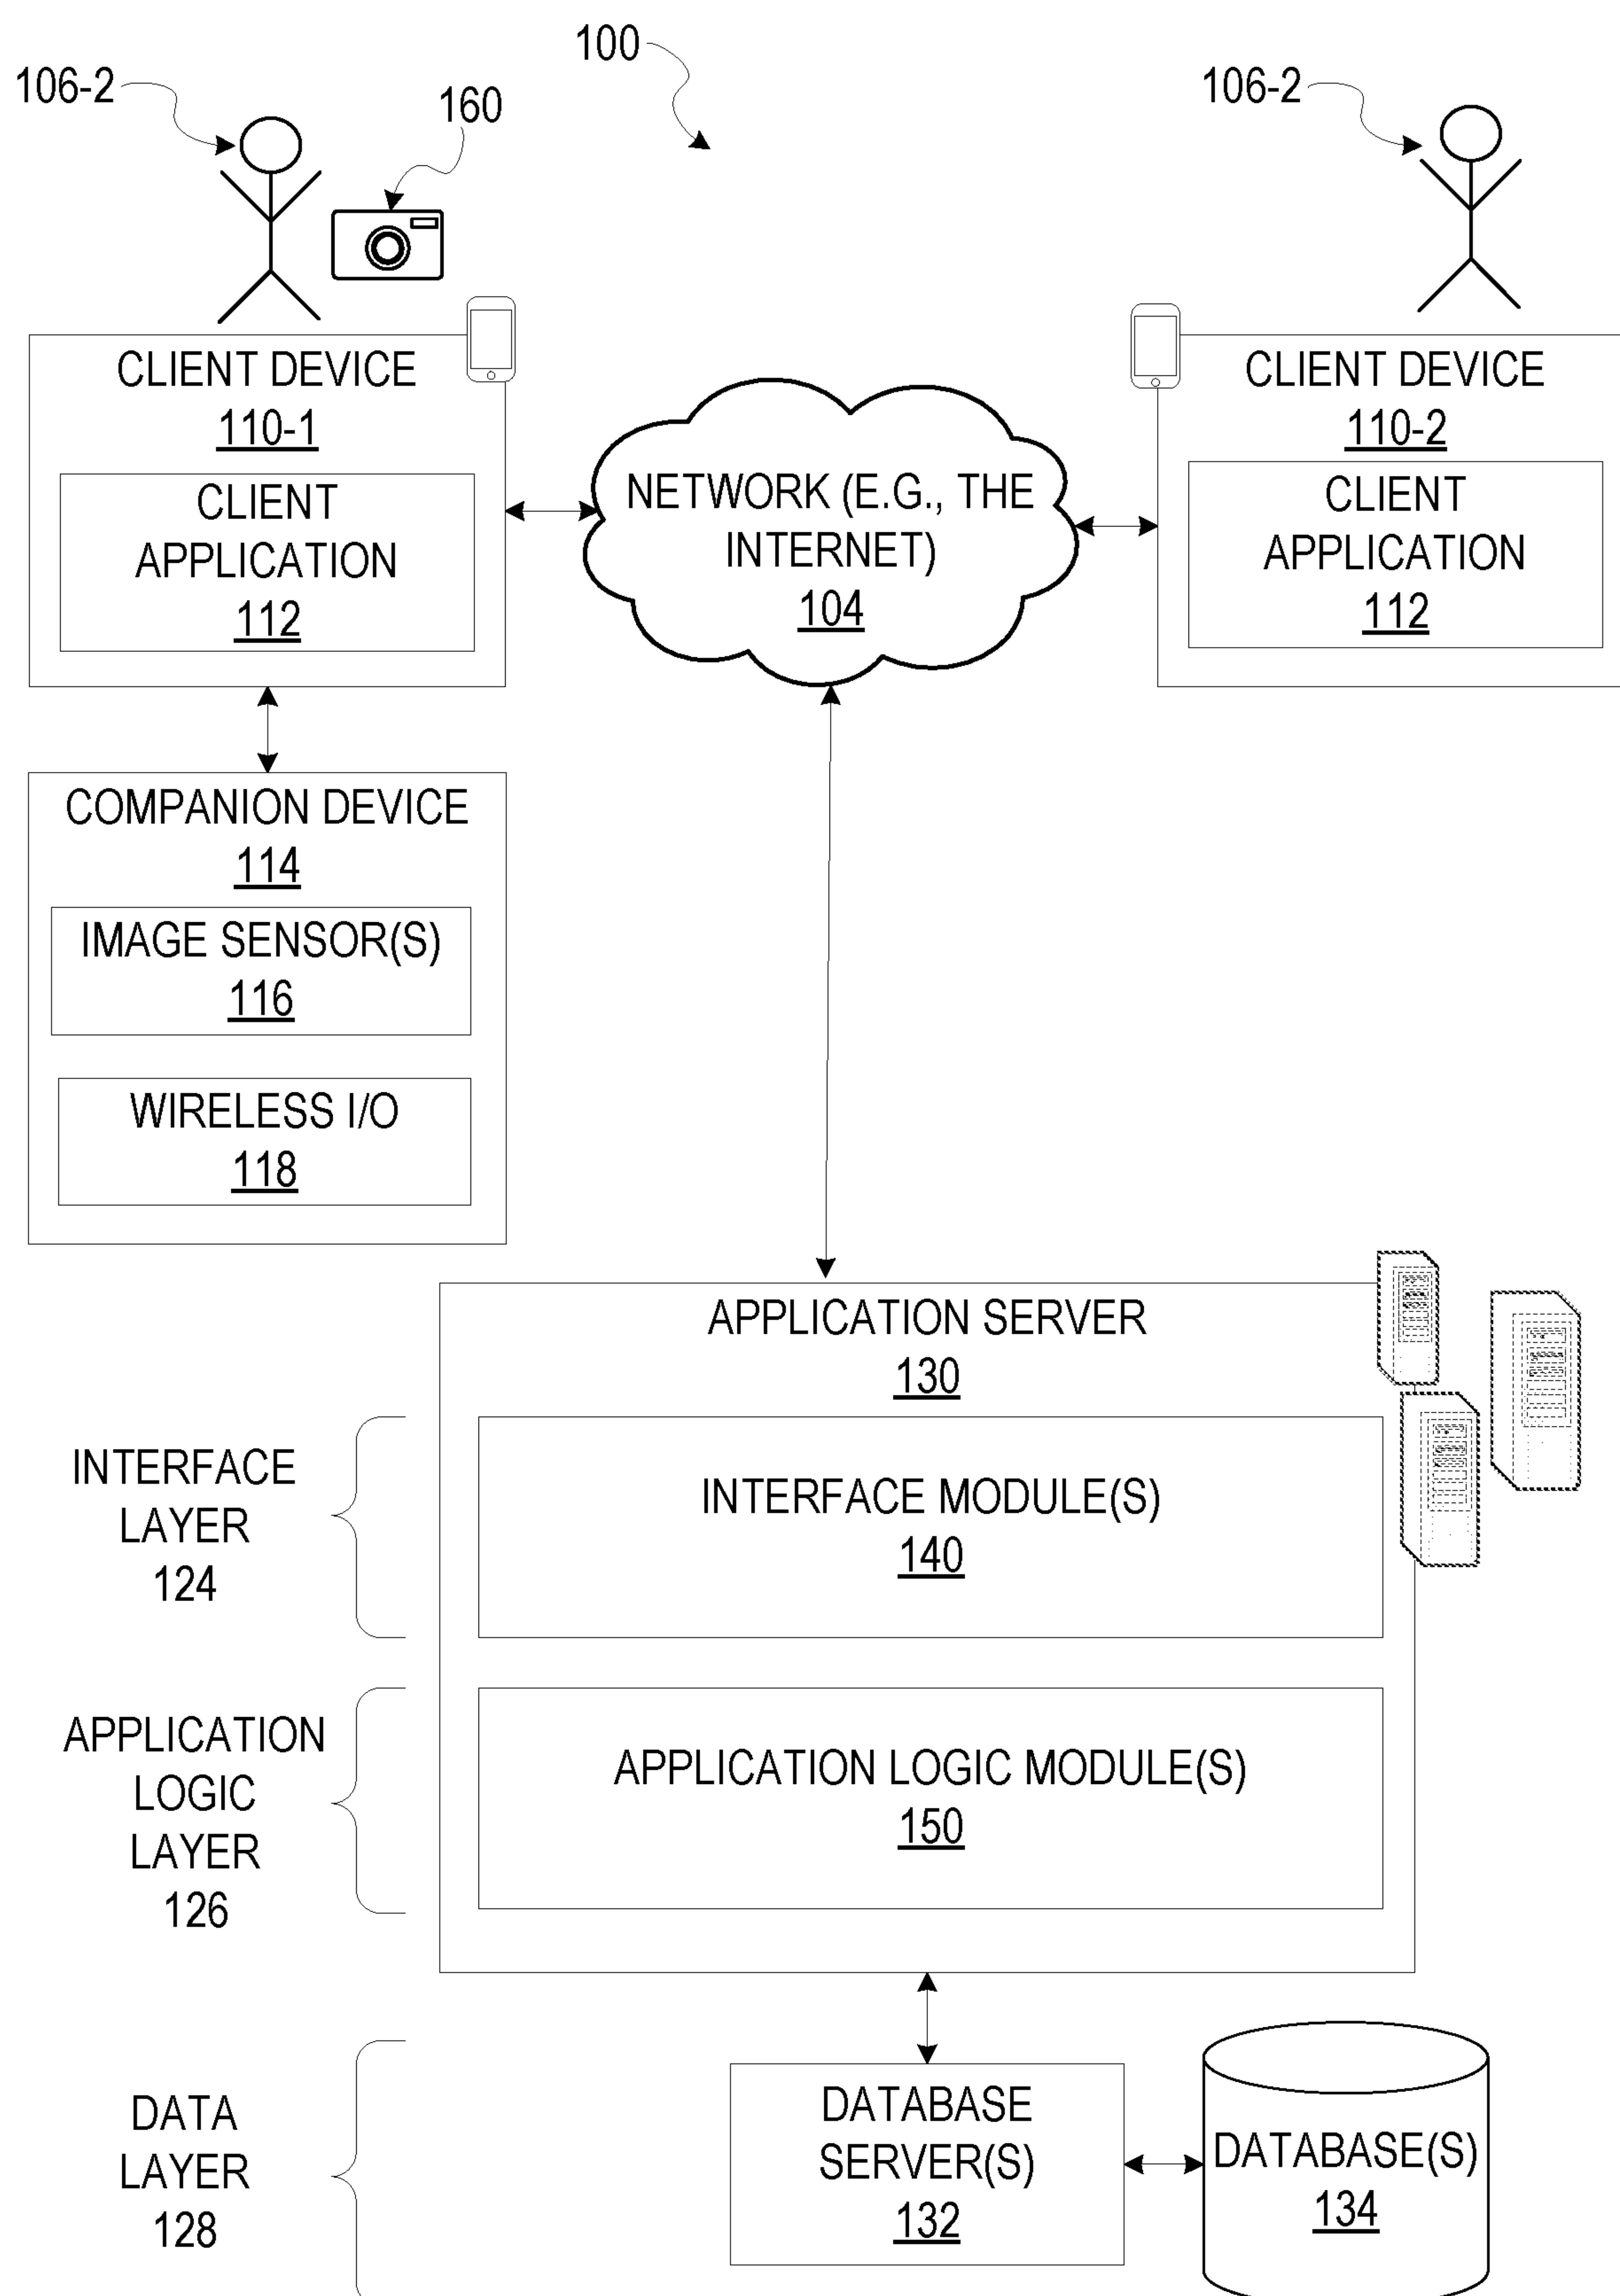 100
106-2
160
106-2
CLIENT DEVICE
110-1
CLIENT
APPLICATION
112
NETWORK (E.G., THE
INTERNET)
104
CLIENT DEVICE
110-2
CLIENT
APPLICATION
112
COMPANION DEVICE
114
IMAGE SENSOR(S)
116
WIRELESS I/O
118
APPLICATION SERVER
130
INTERFACE
LAYER
124
INTERFACE MODULE(S)
140
APPLICATION
LOGIC
LAYER
126
APPLICATION LOGIC MODULE(S)
150
DATA
LAYER
128
DATABASE
SERVER(S)
132
DATABASE(S)
134